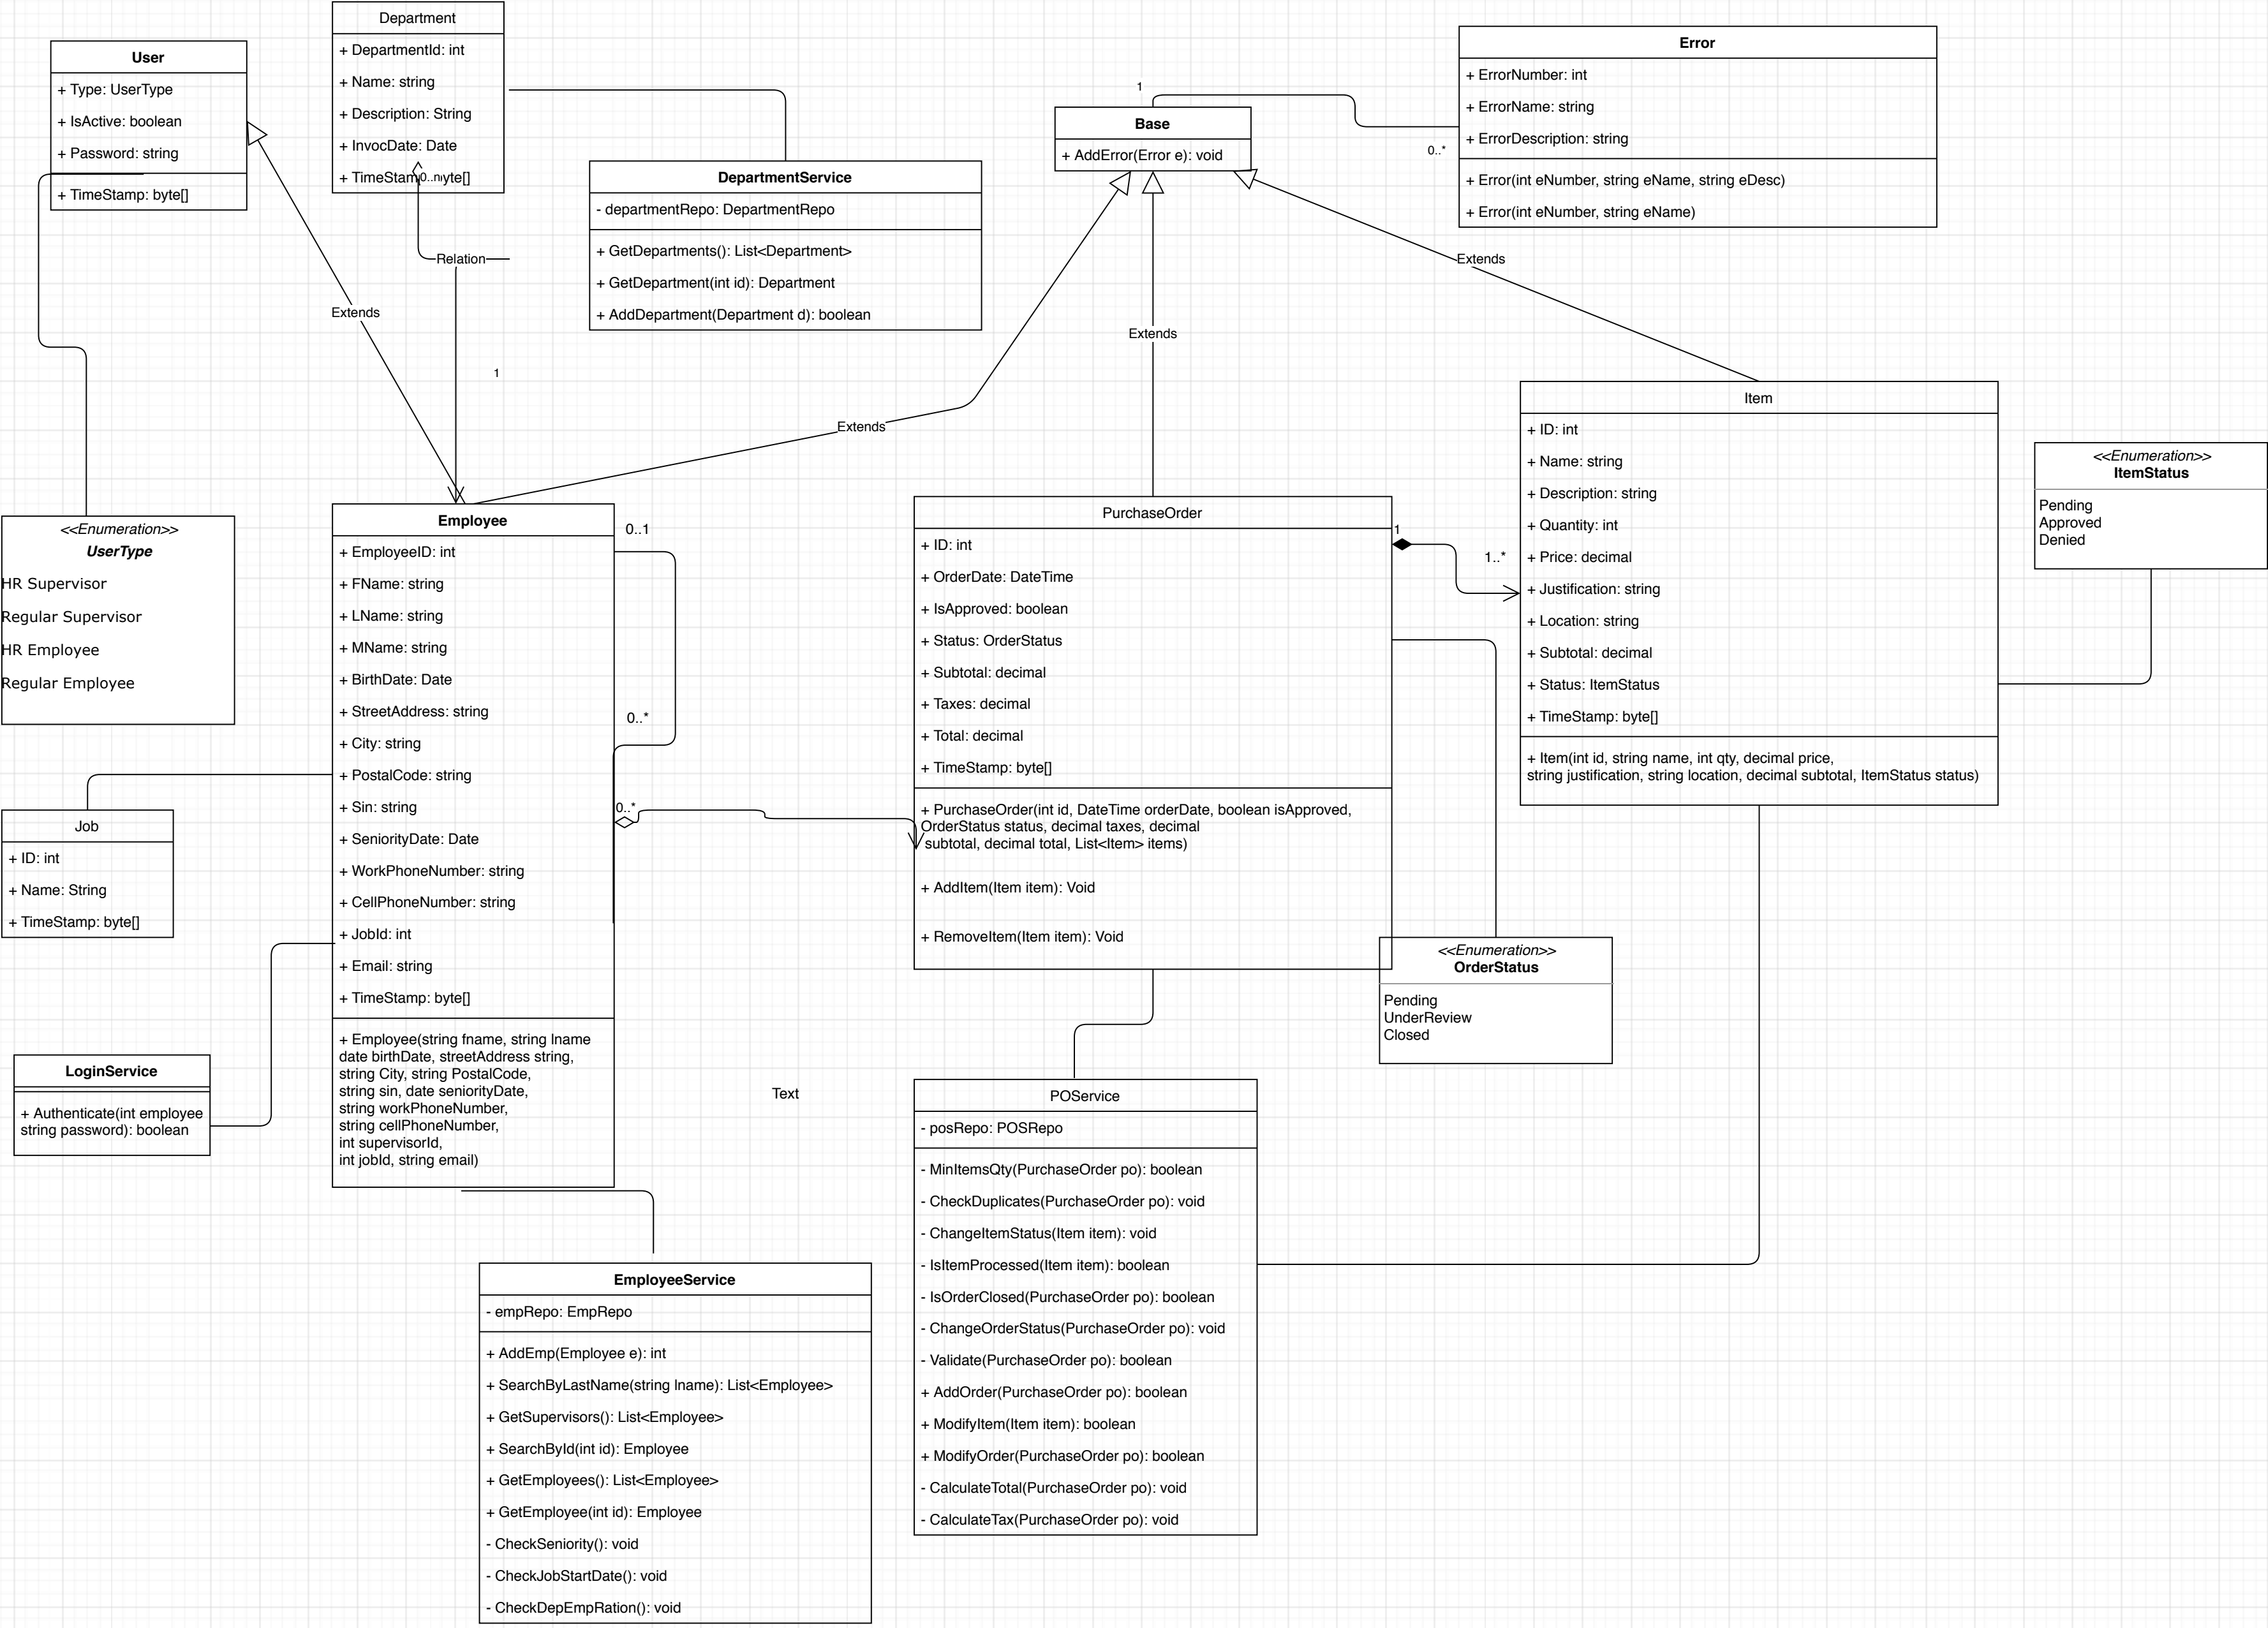 Department
+ DepartmentId: int
+ Name: string
+ Description: String
+ InvocDate: Date
+ TimeStam
0..n
yte[]
User
+ Type: UserType
+ IsActive: boolean
+ Password: string
+ TimeStamp: byte[]
DepartmentService
- departmentRepo: DepartmentRepo
+ GetDepartments(): List<Department>
+ GetDepartment(int id): Department
+ AddDepartment(Department d): boolean
1
Base
+ AddError(Error e): void
0..*
Error
+ ErrorNumber: int
+ ErrorName: string
+ ErrorDescription: string
+ Error(int eNumber, string eName, string eDesc)
+ Error(int eNumber, string eName)
Relation
Extends
1
Extends
Extends
Extends
<<Enumeration>>
UserType
HR Supervisor
Regular Supervisor
HR Employee
Regular Employee
Employee
+ EmployeeID: int
+ FName: string
+ LName: string
+ MName: string
+ BirthDate: Date
+ StreetAddress: string
+ City: string
+ PostalCode: string
+ Sin: string
+ SeniorityDate: Date
+ WorkPhoneNumber: string
+ CellPhoneNumber: string
+ JobId: int
+ Email: string
+ TimeStamp: byte[]
+ Employee(string fname, string lname
date birthDate, streetAddress string,
string City, string PostalCode,
string sin, date seniorityDate,
string workPhoneNumber,
string cellPhoneNumber,
int supervisorId,
int jobId, string email)
0..1
0..*
0..*
PurchaseOrder
+ ID: int
+ OrderDate: DateTime
+ IsApproved: boolean
+ Status: OrderStatus
+ Subtotal: decimal
+ Taxes: decimal
+ Total: decimal
+ TimeStamp: byte[]
+ PurchaseOrder(int id, DateTime orderDate, boolean isApproved,
OrderStatus status, decimal taxes, decimal
subtotal, decimal total, List<Item> items)
+ AddItem(Item item): Void
+ RemoveItem(Item item): Void
1
1..*
Item
+ ID: int
+ Name: string
+ Description: string
+ Quantity: int
+ Price: decimal
+ Justification: string
+ Location: string
+ Subtotal: decimal
+ Status: ItemStatus
+ TimeStamp: byte[]
+ Item(int id, string name, int qty, decimal price,
string justification, string location, decimal subtotal, ItemStatus status)
<<Enumeration>>
ItemStatus
Pending
Approved
Denied
Job
+ ID: int
+ Name: String
+ TimeStamp: byte[]
<<Enumeration>>
OrderStatus
Pending
UnderReview
Closed
LoginService
+ Authenticate(int employee
string password): boolean
Text
POService
- posRepo: POSRepo
- MinItemsQty(PurchaseOrder po): boolean
- CheckDuplicates(PurchaseOrder po): void
- ChangeItemStatus(Item item): void
- IsItemProcessed(Item item): boolean
- IsOrderClosed(PurchaseOrder po): boolean
- ChangeOrderStatus(PurchaseOrder po): void
- Validate(PurchaseOrder po): boolean
+ AddOrder(PurchaseOrder po): boolean
+ ModifyItem(Item item): boolean
+ ModifyOrder(PurchaseOrder po): boolean
- CalculateTotal(PurchaseOrder po): void
- CalculateTax(PurchaseOrder po): void
EmployeeService
- empRepo: EmpRepo
+ AddEmp(Employee e): int
+ SearchByLastName(string lname): List<Employee>
+ GetSupervisors(): List<Employee>
+ SearchById(int id): Employee
+ GetEmployees(): List<Employee>
+ GetEmployee(int id): Employee
- CheckSeniority(): void
- CheckJobStartDate(): void
- CheckDepEmpRation(): void